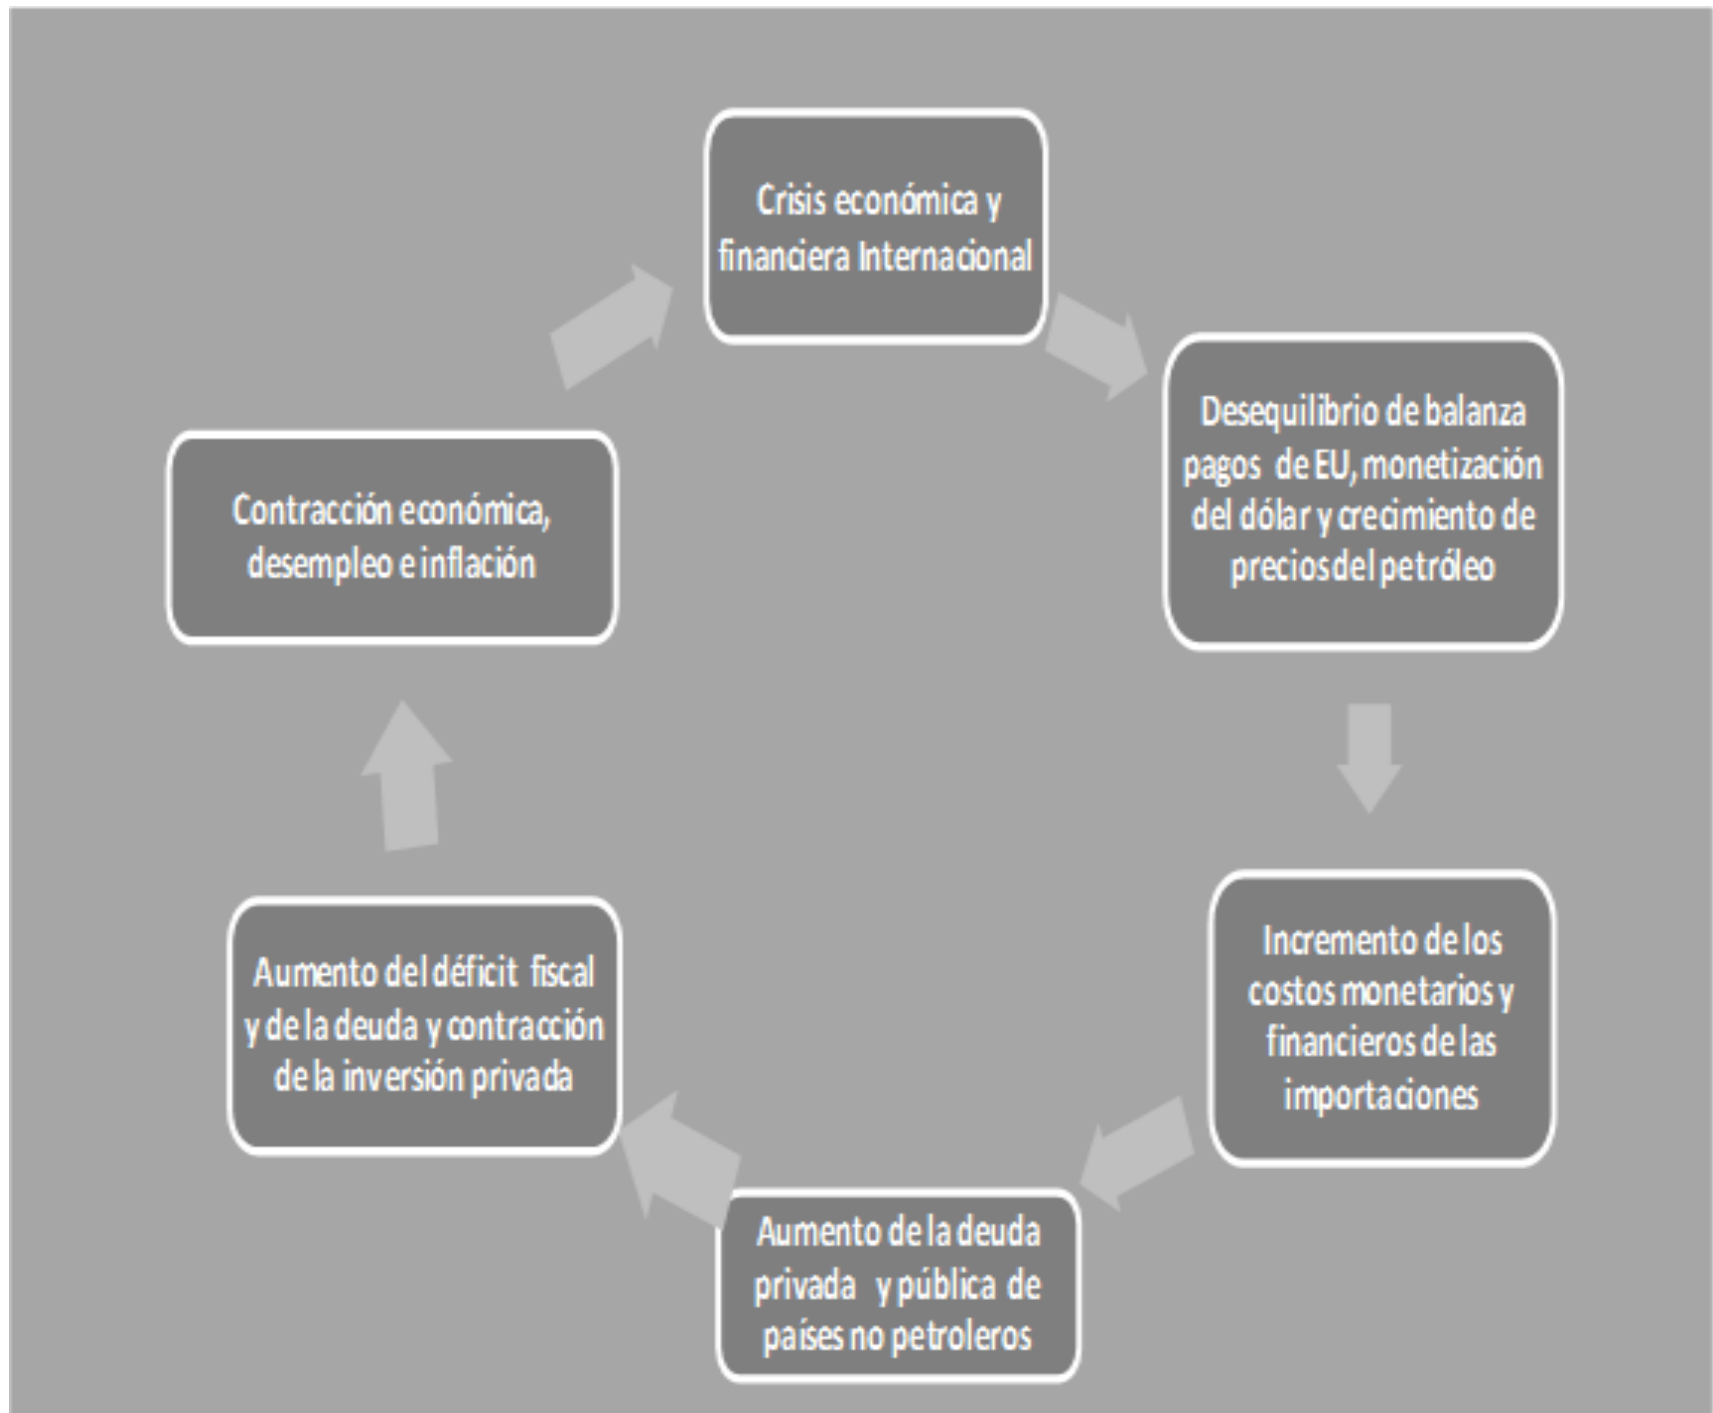 Crisis económica y
financiera Internacional
Desequilibrio de balanza
pagos de EU, monetización
del dólar y crecimiento de
precios del petróleo
Incremento de los
costos monetarios y
financieros de las
importaciones
Aumento de la deuda
privada y pública de
países no petroleros
Aumento del déficit fiscal
y de la deuda y contracción
de la inversión privada
Contracción económica,
desempleo e inflación